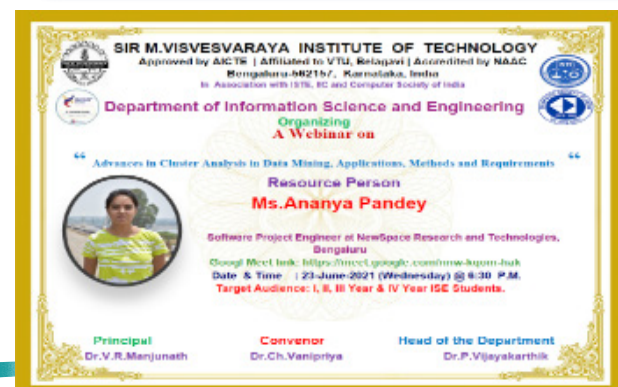 SIR M.VISVESVARAYA INSTITUTE OF TECHNOLOGY
Approved by AICTE | Affiliated to VTU, Belagavi | Accredited by NAAC
Bengaluru-562157, Karnataka, India
In Association with ISTE, IIC and Computer Society of India
Department of Information Science and Engineering
Organizing
A Webinar on
“ Advances in Cluster Analysis in Data Mining, Applications, Methods and Requirements “
Resource Person
Ms.Ananya Pandey
Software Project Engineer at NewSpace Research and Technologies,
Bengaluru
Googl Meet link: https://meet.google.com/
Date & Time : 23-June-2021 (Wednesday) @ 6:30 P.M.
Target Audience: I, II, III Year & IV Year ISE Students.
Principal Convenor Head of the Department
Dr.V.R.Manjunath Dr.Ch.Vanipriya Dr.P.Vijayakarthik